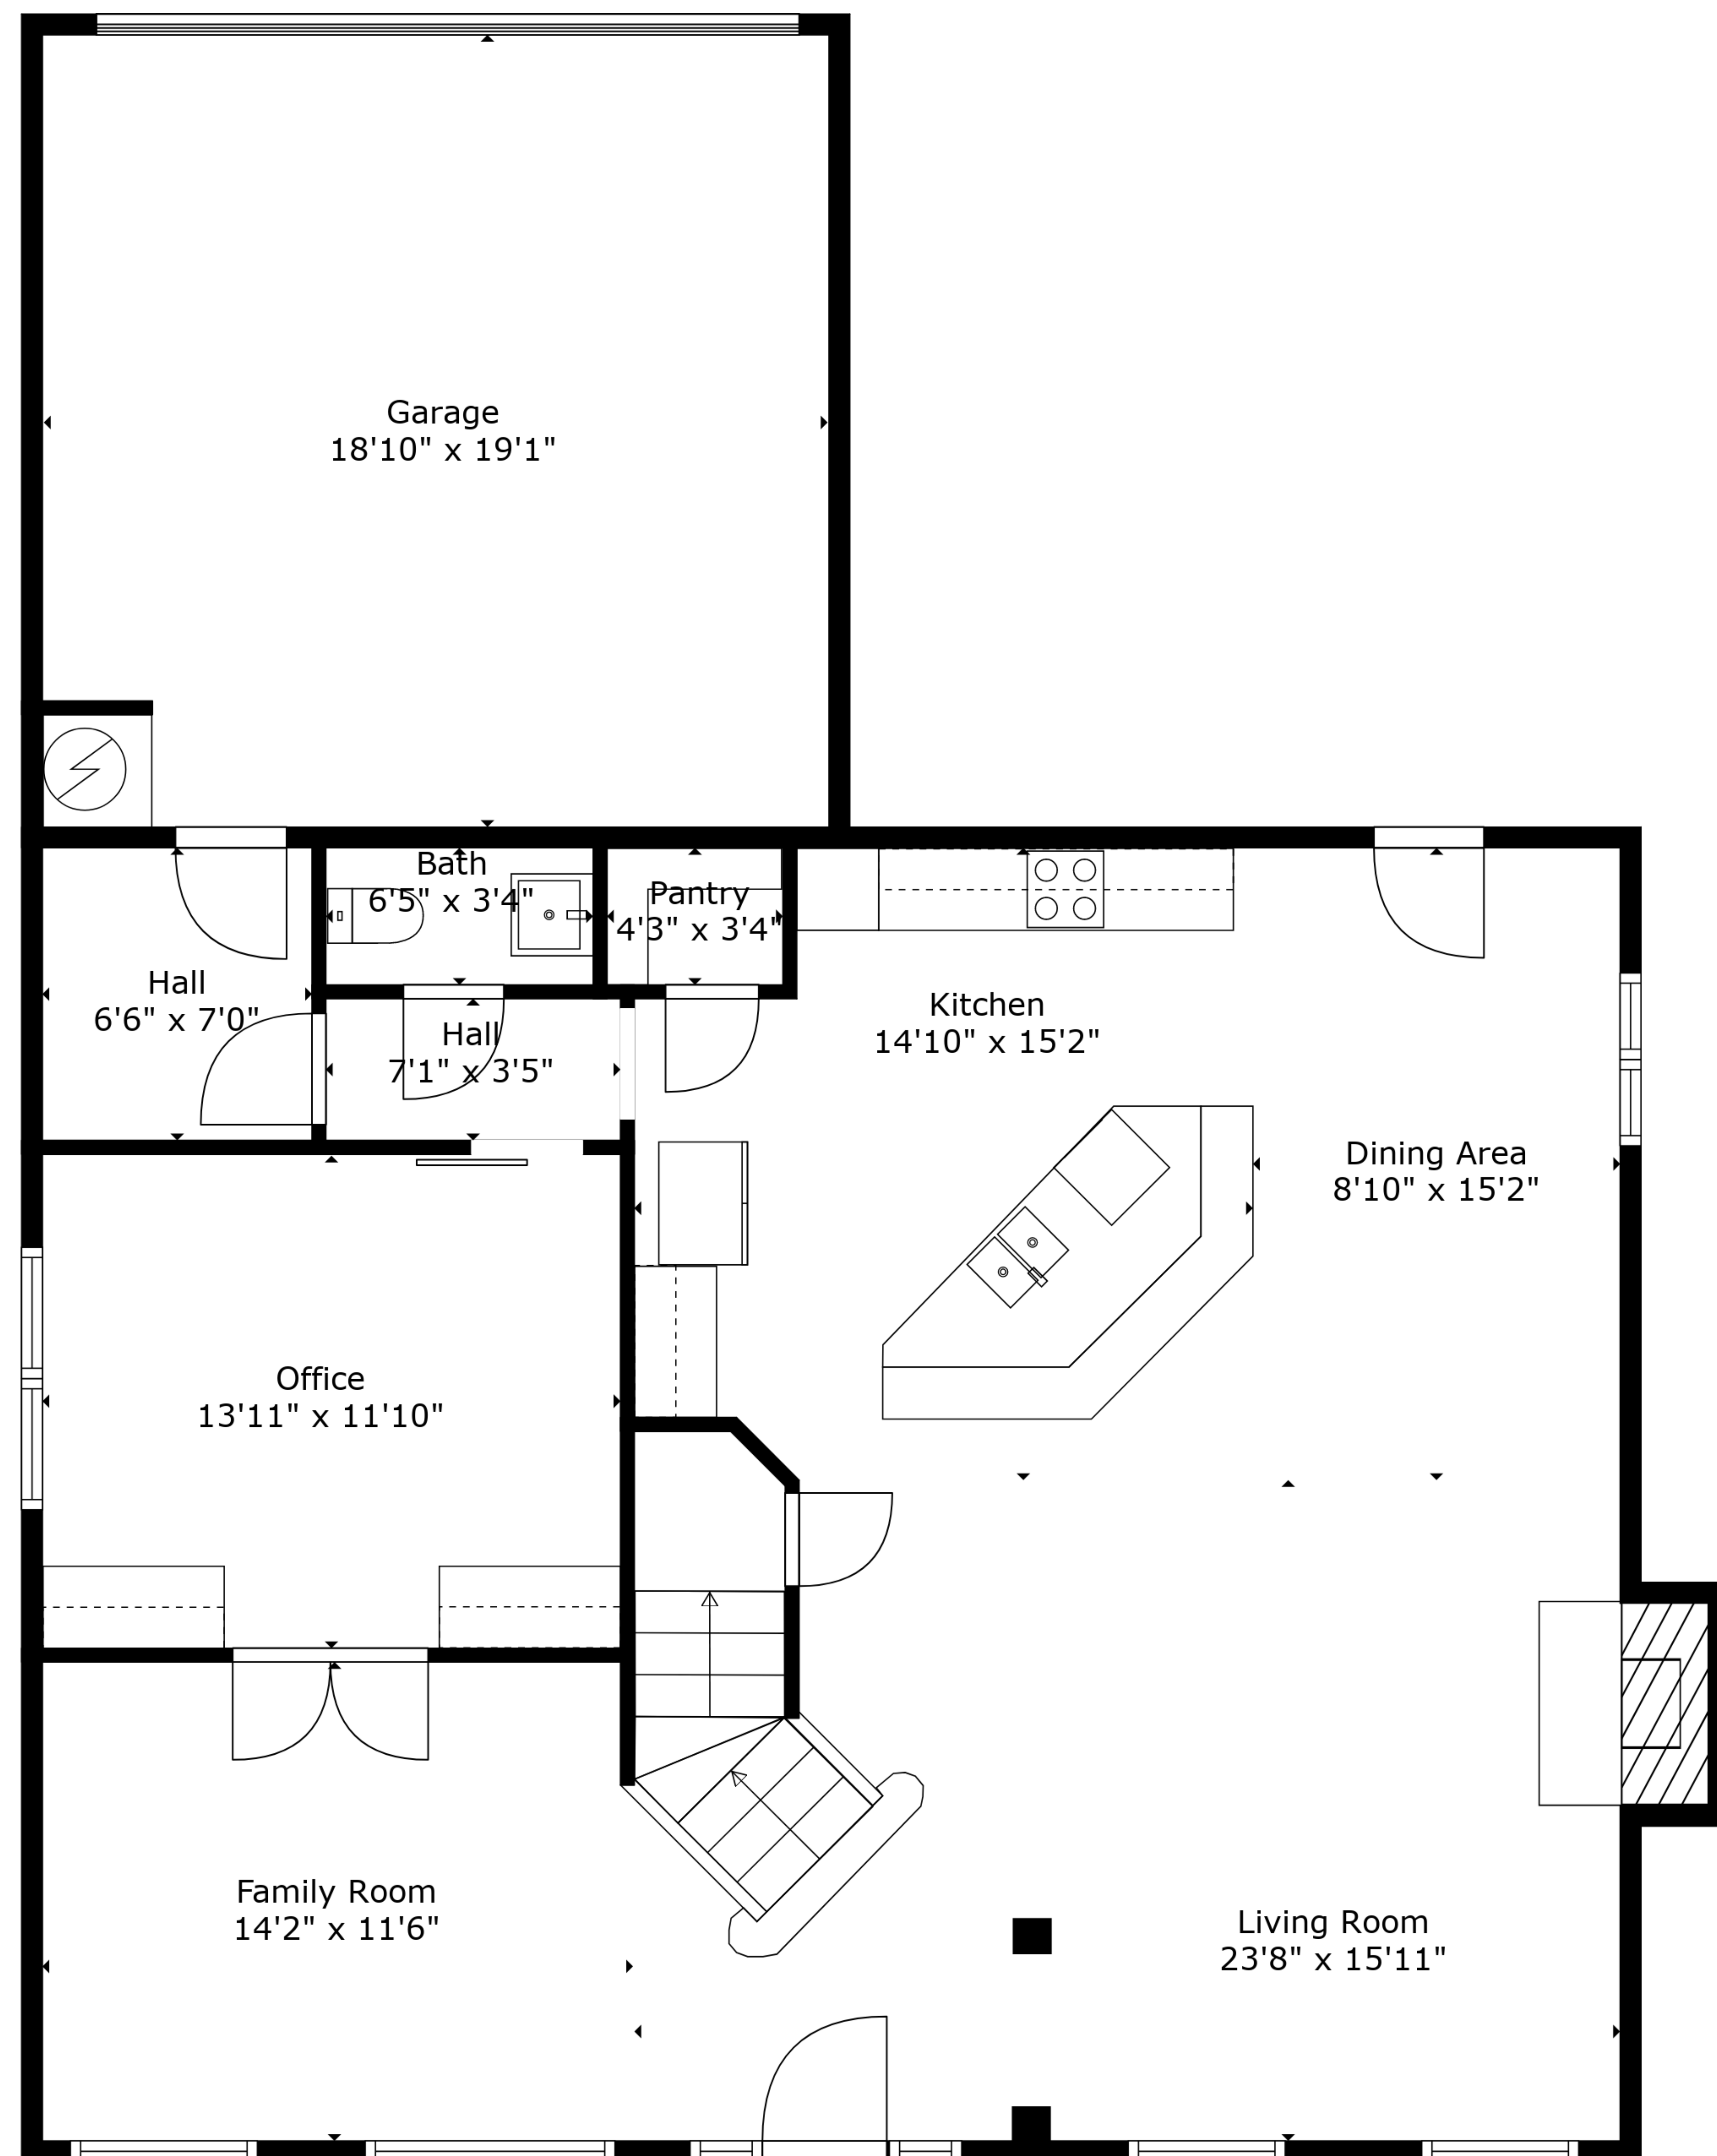 Garage
18'10" x 19'1"
Bath
6'5" x 3'4"
Pantry
4'3" x 3'4"
Hall
6'6" x 7'0"
Hall
7'1" x 3'5"
Kitchen
14'10" x 15'2"
Dining Area
8'10" x 15'2"
Office
13'11" x 11'10"
Family Room
14'2" x 11'6"
Living Room
23'8" x 15'11"